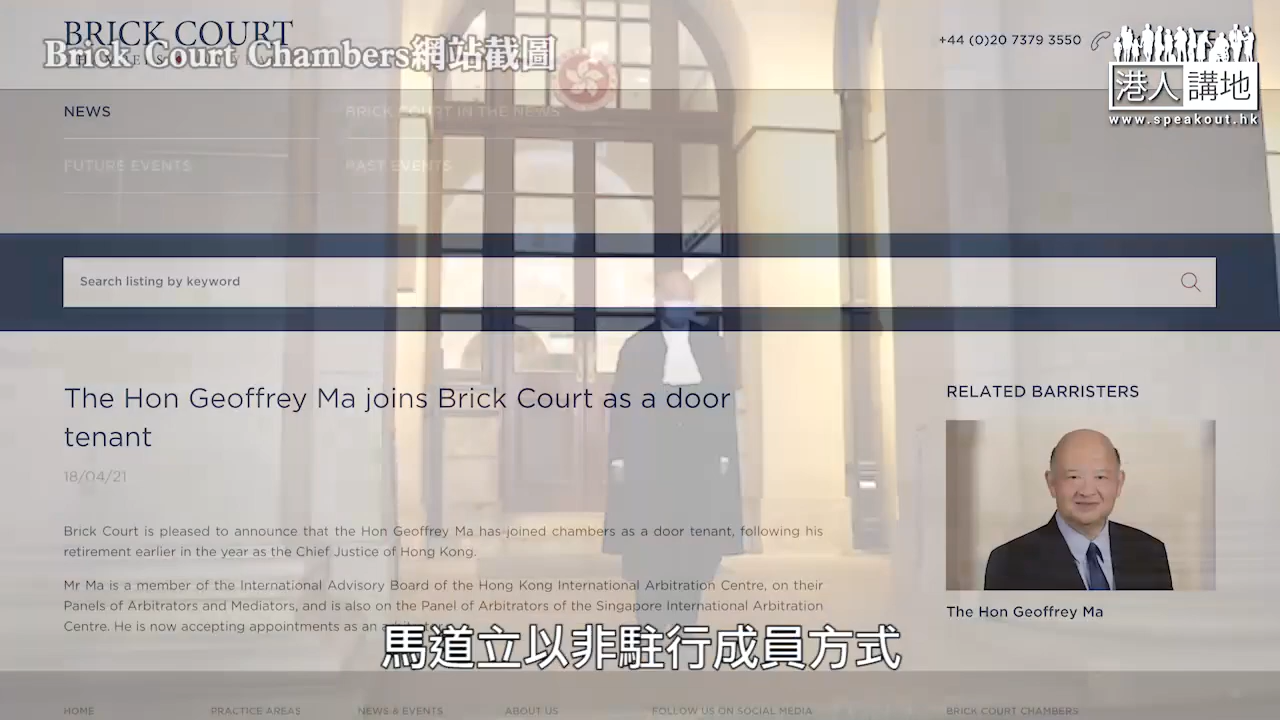 BRICK COURT
Brick Court Chambers網站截圖
+44 (0)20 7379 3550
港人講地
www.speakout.hk
NEWS
BRICK COURT IN THE NEWS
FUTURE EVENTS
PAST EVENTS
Search listing by keyword
The Hon Geoffrey Ma joins Brick Court as a door
tenant
18/04/21
Brick Court is pleased to announce that the Hon Geoffrey Ma has joined chambers as a door tenant, following his
retirement earlier in the year as the Chief Justice of Hong Kong.
Mr Ma is a member of the International Advisory Board of the Hong Kong International Arbitration Centre, on their
Panels of Arbitrators and Mediators, and is also on the Panel of Arbitrators of the Singapore International Arbitration
Centre. He is now accepting appointments as an
RELATED BARRISTERS
The Hon Geoffrey Ma
馬道立以非駐行成員方式
HOME
PRACTICE AREAS
NEWS & EVENTS
ABOUT US
FOLLOW US ON SOCIAL MEDIA
BRICK COURT CHAMBERS